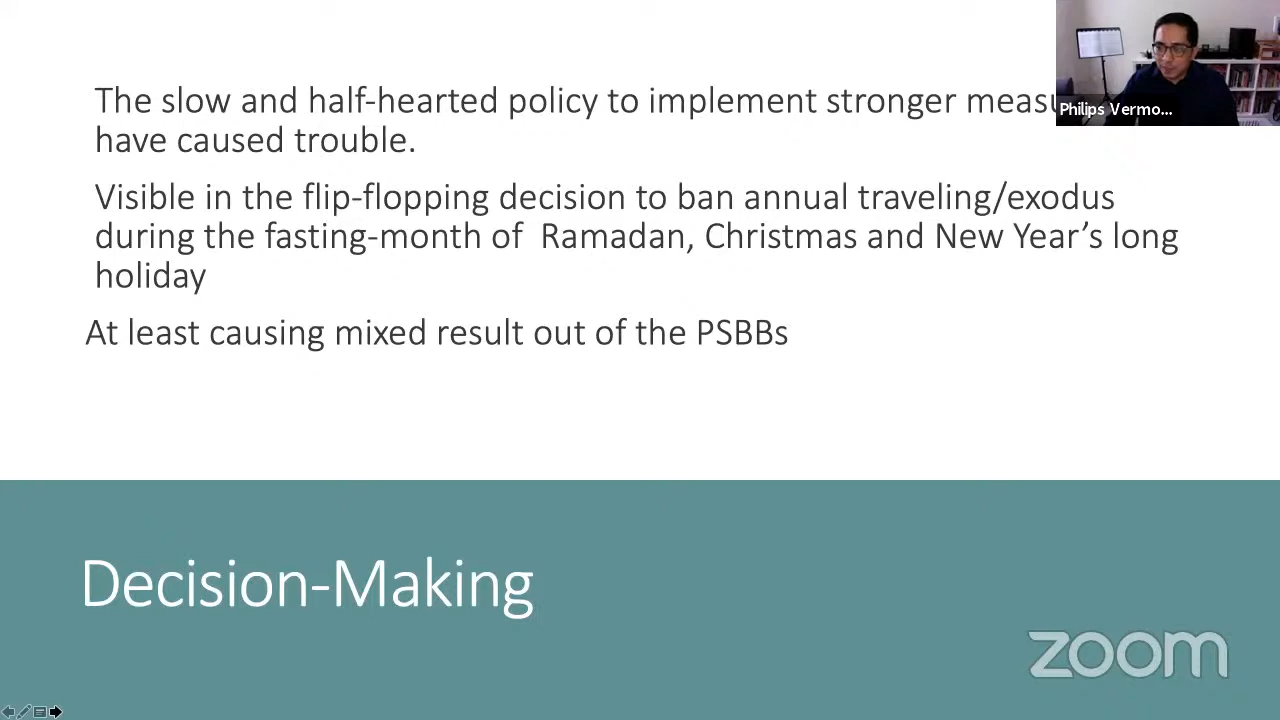 The slow and half-hearted policy to implement stronger
have caused trouble.
Visible in the flip-flopping decision to ban annual traveling/exodus
during the fasting-month of Ramadan, Christmas and New Year’s long
holiday
At least causing mixed result out of the PSBBs
Decision-Making
Philips Vermo...
zoom